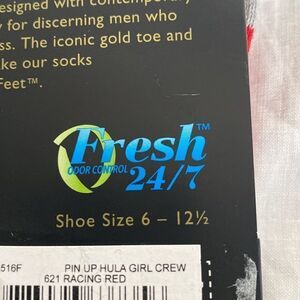 designed with contemporary
for discerning men who
ss. The iconic gold toe and
ke our socks
Feet™.
Fresh™
ODOR CONTROL
24/7
Shoe Size 6 – 12½
516F PIN UP HULA GIRL CREW
621 RACING RED